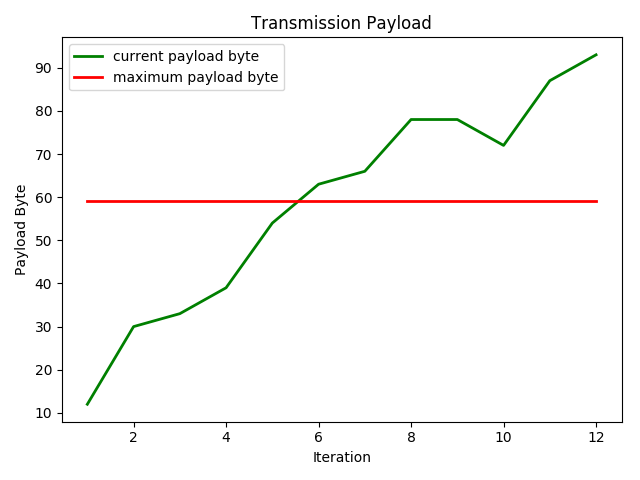 Transmission Payload
current payload byte
maximum payload byte
90
80
70
60
50
40
30
20
10
Payload Byte
2 4 6 8 10 12
Iteration